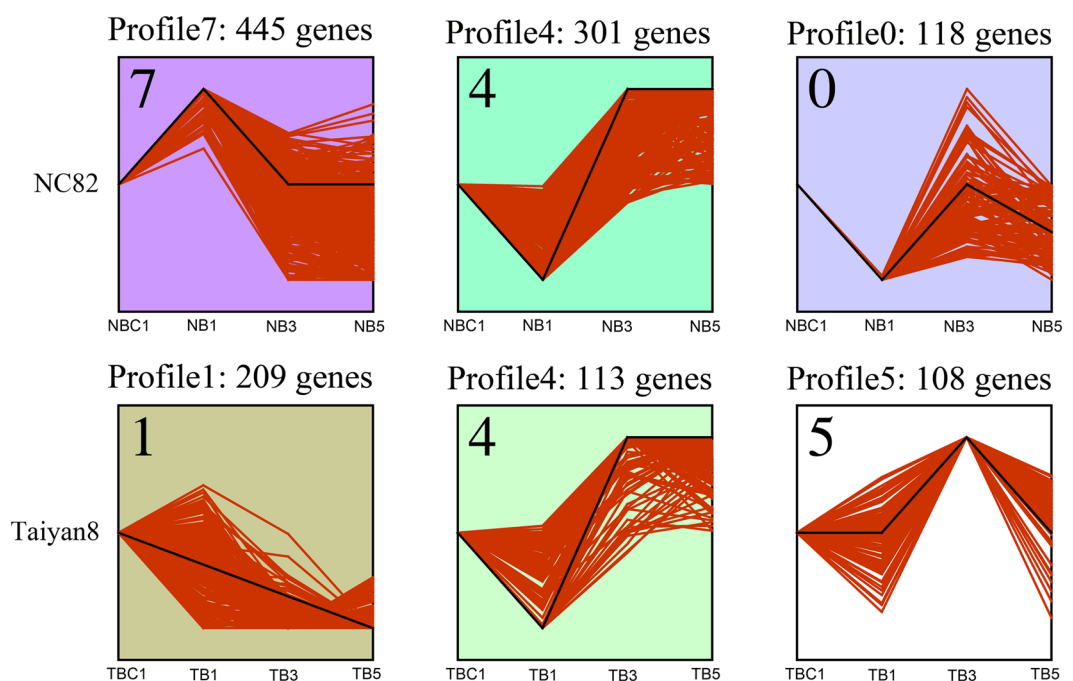 Profile7: 445 genes
Profile4: 301 genes
Profile0: 118 genes
7
4
0
NC82
NBC1 NB1 NB3 NB5
NBC1 NB1 NB3 NB5
NBC1 NB1 NB3 NB5
Profile1: 209 genes
Profile4: 113 genes
Profile5: 108 genes
1
4
5
Taiyan8
TBC1 TB1 TB3 TB5
TBC1 TB1 TB3 TB5
TBC1 TB1 TB3 TB5